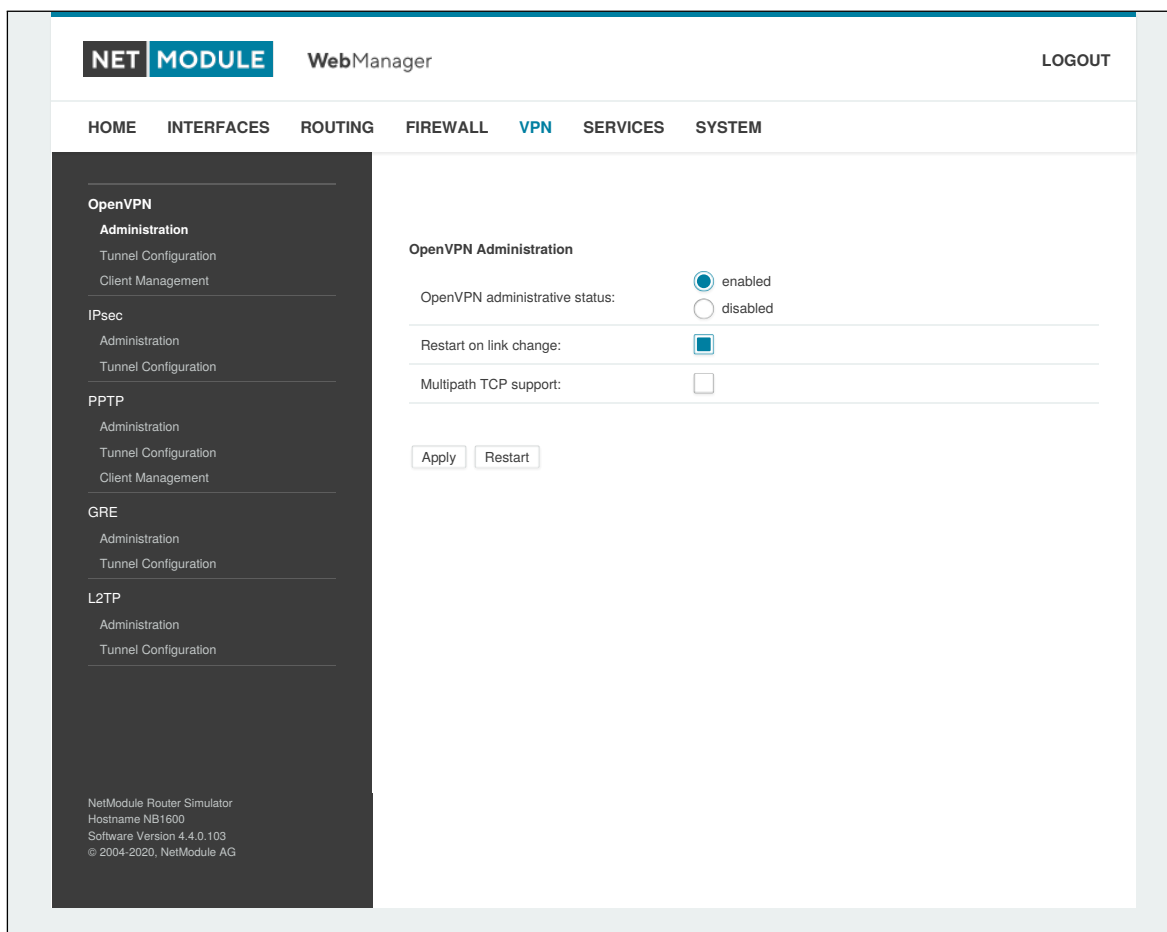 NET MODULE WebManager LOGOUT
HOME INTERFACES ROUTING FIREWALL VPN SERVICES SYSTEM
OpenVPN
Administration
Tunnel Configuration
Client Management
IPsec
Administration
Tunnel Configuration
PPTP
Administration
Tunnel Configuration
Client Management
GRE
Administration
Tunnel Configuration
L2TP
Administration
Tunnel Configuration
NetModule Router Simulator
Hostname NB1600
Software Version 4.4.0.103
© 2004-2020, NetModule AG
OpenVPN Administration
OpenVPN administrative status:
enabled
disabled
Restart on link change:
Multipath TCP support:
Apply Restart